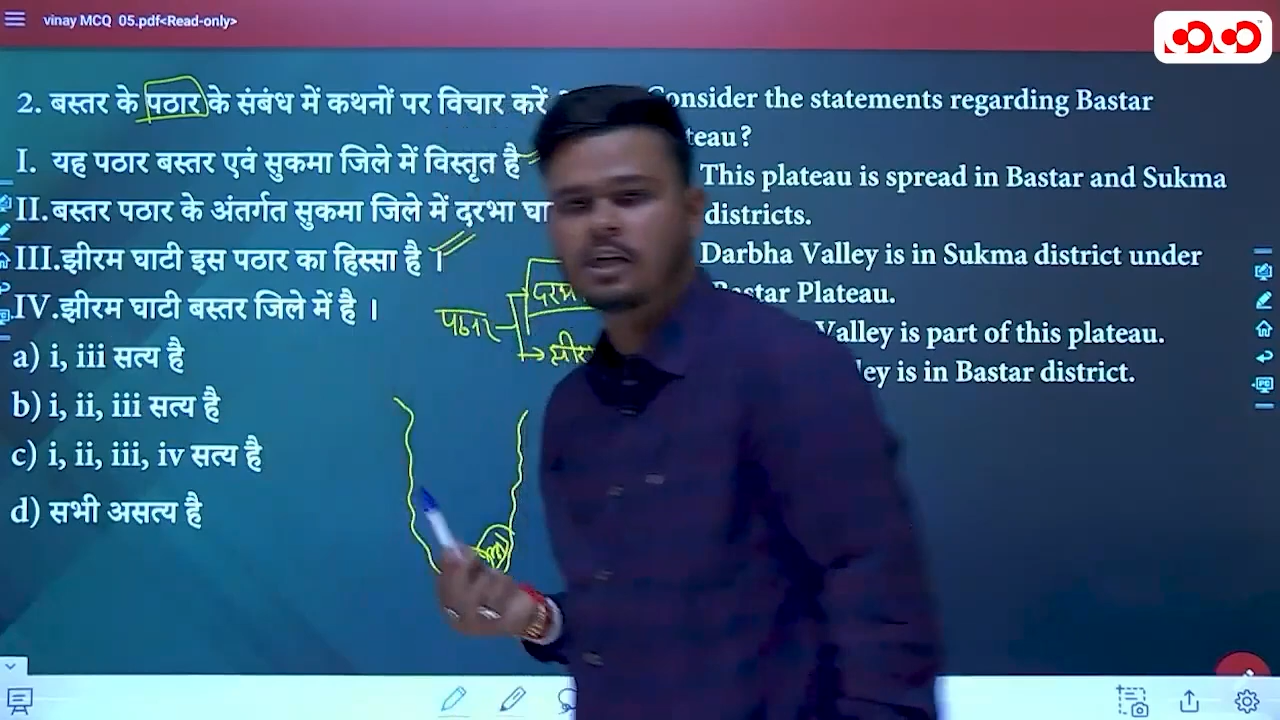 vinay MCQ 05.pdf<Read-only>
2. बस्तर के पठार के संबंध में कथनों पर विचार करें
I. यह पठार बस्तर एवं सुकमा जिले में विस्तृत है
II. बस्तर पठार के अंतर्गत सुकमा जिले में दरभा
III. झीरम घाटी इस पठार का हिस्सा है ।
IV. झीरम घाटी बस्तर जिले में है ।
a) i, iii सत्य है
b) i, ii, iii सत्य है
c) i, ii, iii, iv सत्य है
d) सभी असत्य है
Consider the statements regarding Bastar
This plateau is spread in Bastar and Sukma
districts.
Darbha Valley is in Sukma district under
Bastar Plateau.
Valley is part of this plateau.
is in Bastar district.
पठार